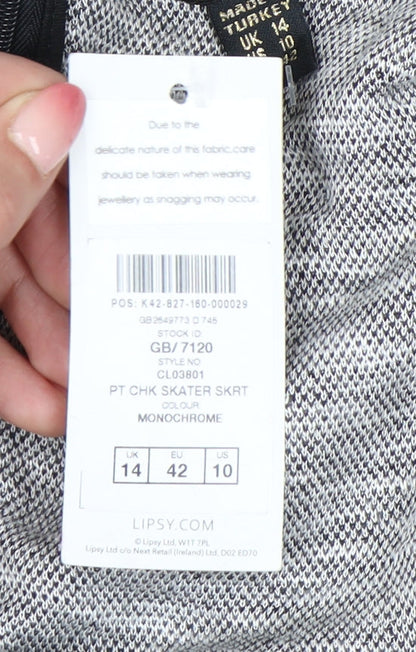 MADE IN
TURKEY
UK 14
US 10
42
Due to the
delicate nature of this fabric, care
should be taken when wearing
jewellery as snagging may occur.
POS: K42-827-160-000029
GB2649773 D 746
STOCK ID
GB/7120
STYLE NO
CL03801
PT CHK SKATER SKRT
COLOUR
MONOCHROME
UK EU US
14 42 10
LIPSY.COM
© Lipsy Ltd, W1T 7PL
Lipsy Ltd c/o Next Retail (Ireland) Ltd, D02 ED70